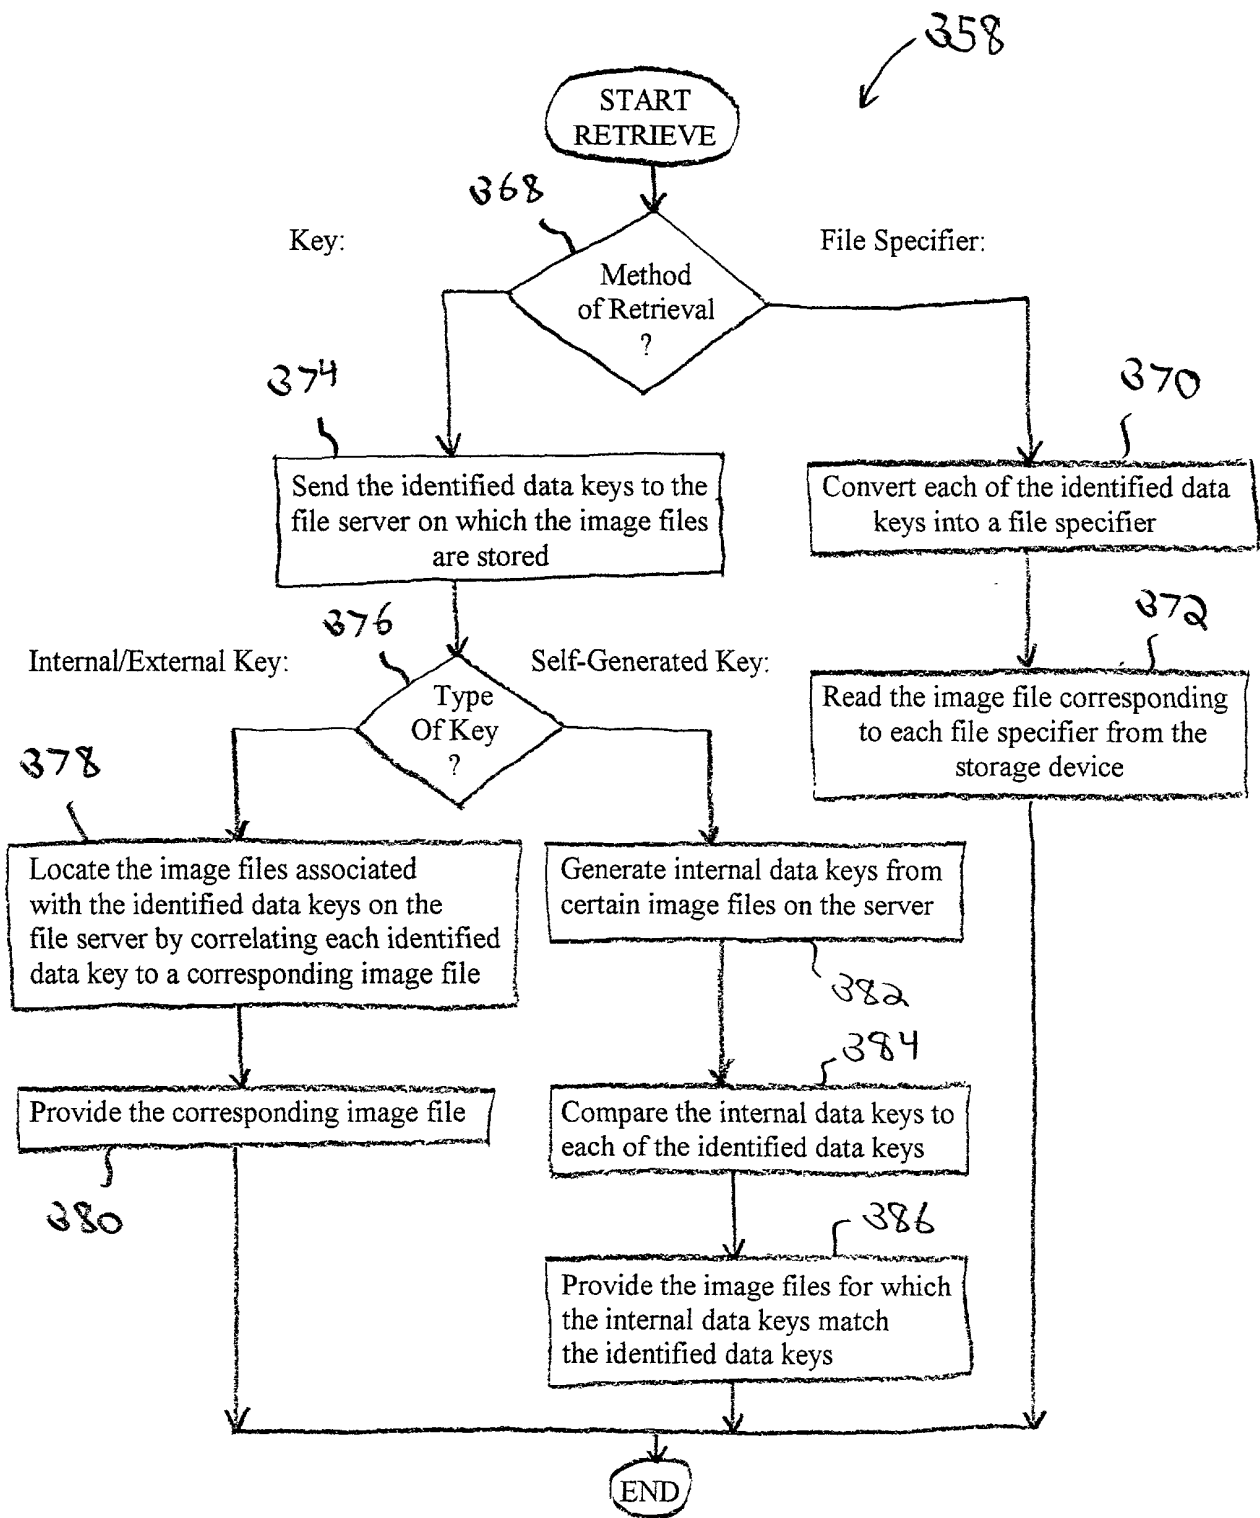 358
START
RETRIEVE
368
Key:
File Specifier:
Method
of Retrieval
?
374
370
Send the identified data keys to the
file server on which the image files
are stored
Convert each of the identified data
keys into a file specifier
376
372
Internal/External Key:
Self-Generated Key:
Type
Of Key
?
Read the image file corresponding
to each file specifier from the
storage device
378
Locate the image files associated
with the identified data keys on the
file server by correlating each identified
data key to a corresponding image file
Generate internal data keys from
certain image files on the server
382
384
Provide the corresponding image file
Compare the internal data keys to
each of the identified data keys
380
386
Provide the image files for which
the internal data keys match
the identified data keys
END